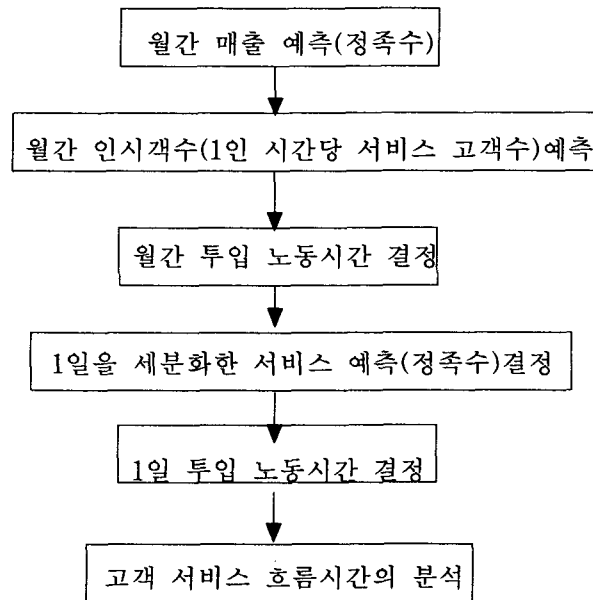 월간 매출 예측(정족수)
월간 인시객수(1인 시간당 서비스 고객수)예측
월간 투입 노동시간 결정
1일을 세분화한 서비스 예측(정족수)결정
1일 투입 노동시간 결정
고객 서비스 흐름시간의 분석